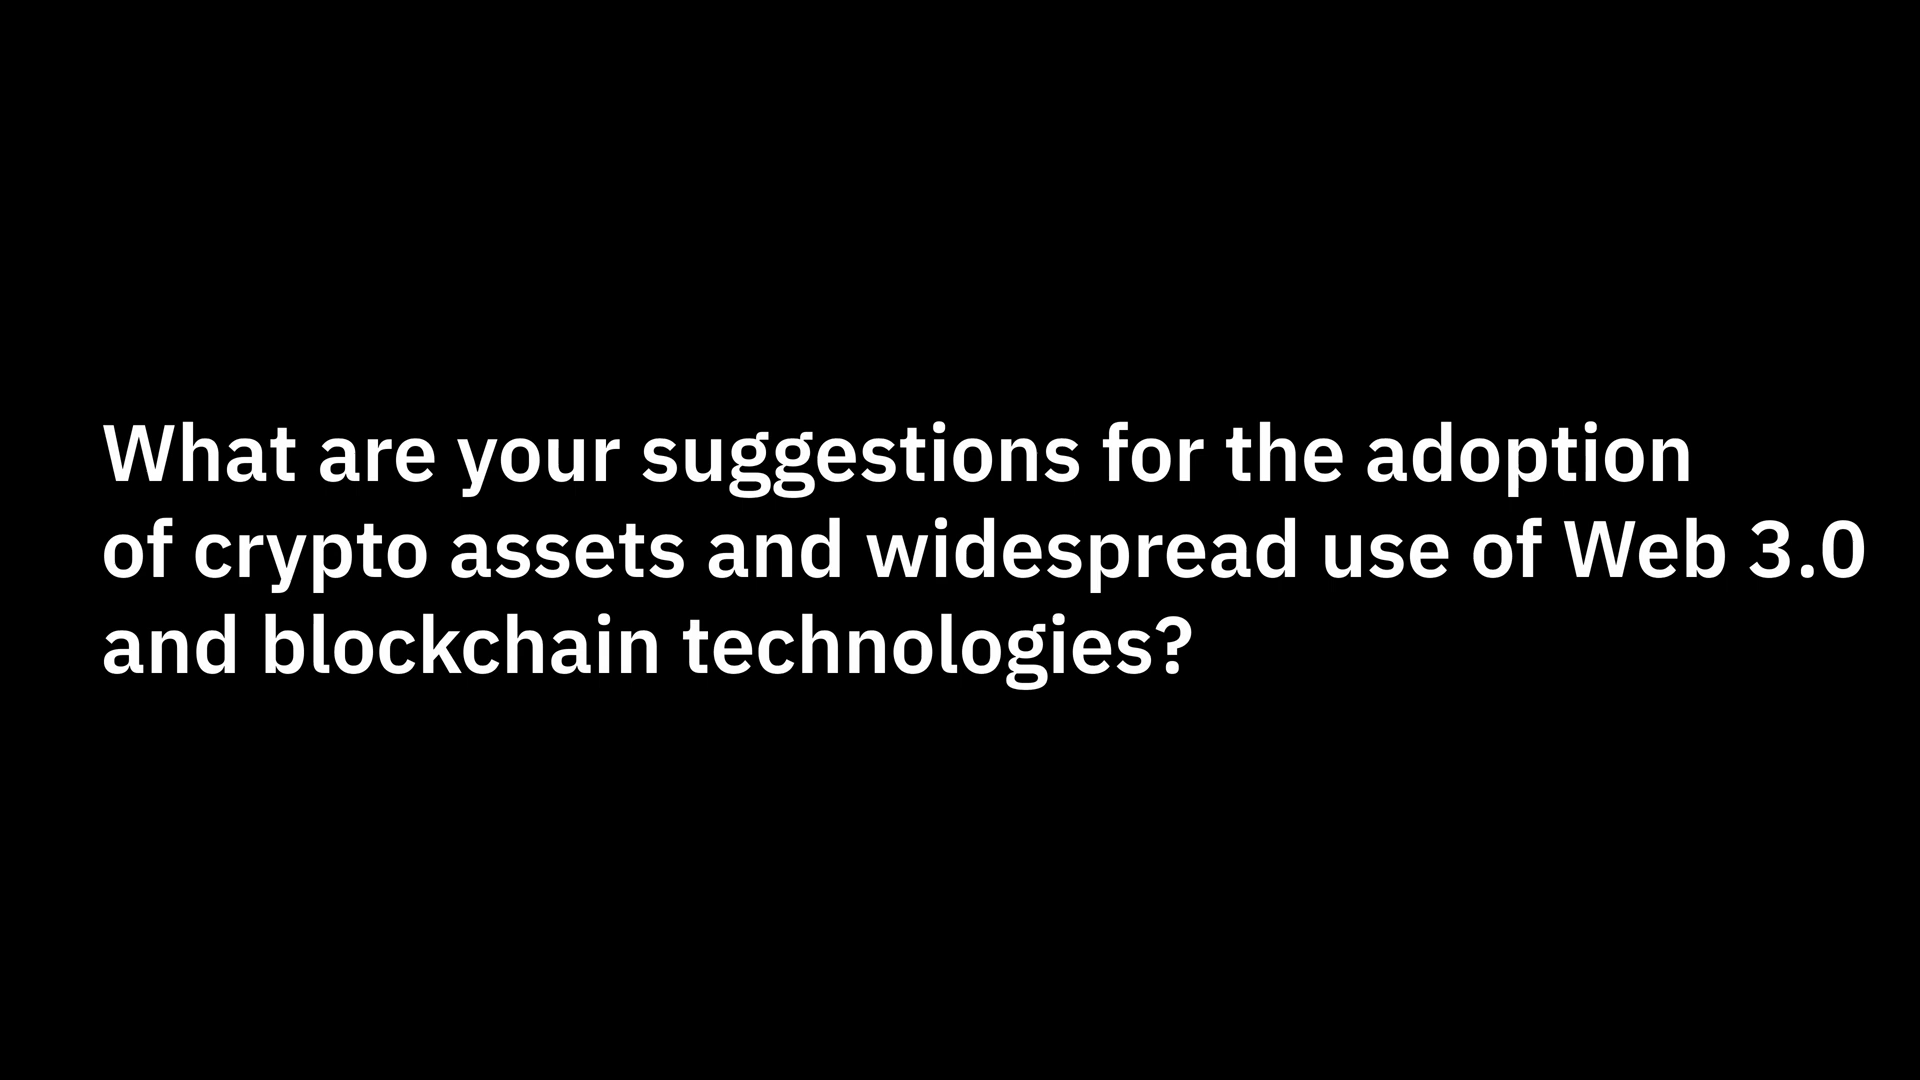 What are your suggestions for the adoption
of crypto assets and widespread use of Web 3.0
and blockchain technologies?